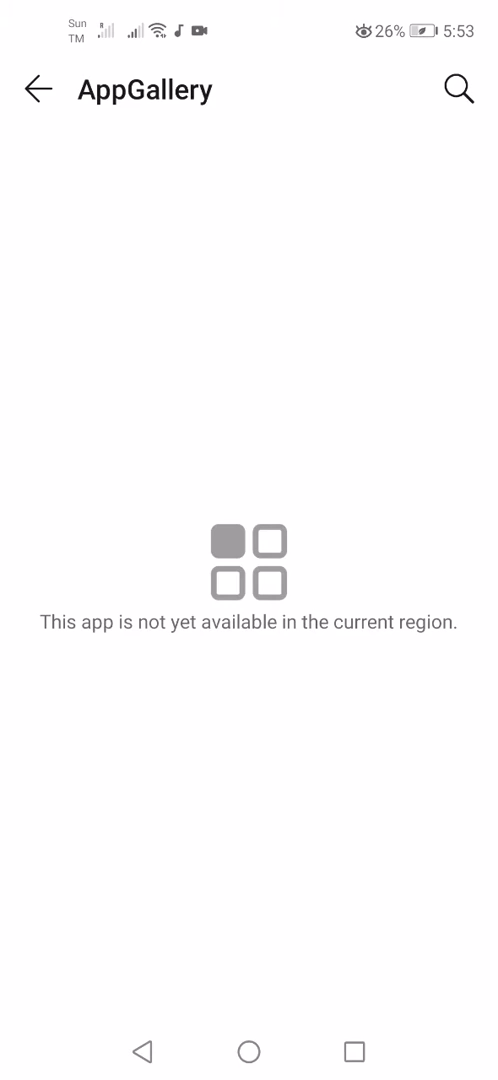 Sun
TM
R
26%
5:53
AppGallery
This app is not yet available in the current region.